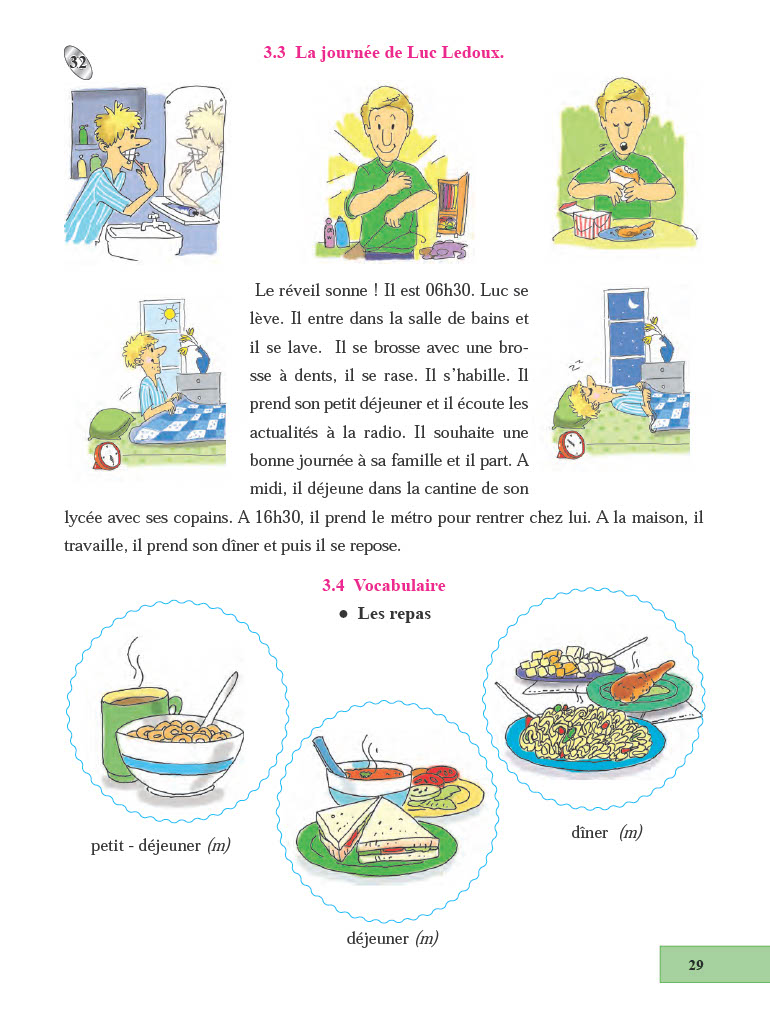 32
3.3 La journée de Luc Ledoux.
Le réveil sonne ! Il est 06h30. Luc se
lève. Il entre dans la salle de bains et
il se lave. Il se brosse avec une bro-
sse à dents, il se rase. Il s'habille. Il
prend son petit déjeuner et il écoute les
actualités à la radio. Il souhaite une
bonne journée à sa famille et il part. A
midi, il déjeune dans la cantine de son
lycée avec ses copains. A 16h30, il prend le métro pour rentrer chez lui. A la maison, il
travaille, il prend son dîner et puis il se repose.
3.4 Vocabulaire
● Les repas
petit - déjeuner (m)
dîner (m)
déjeuner (m)
29